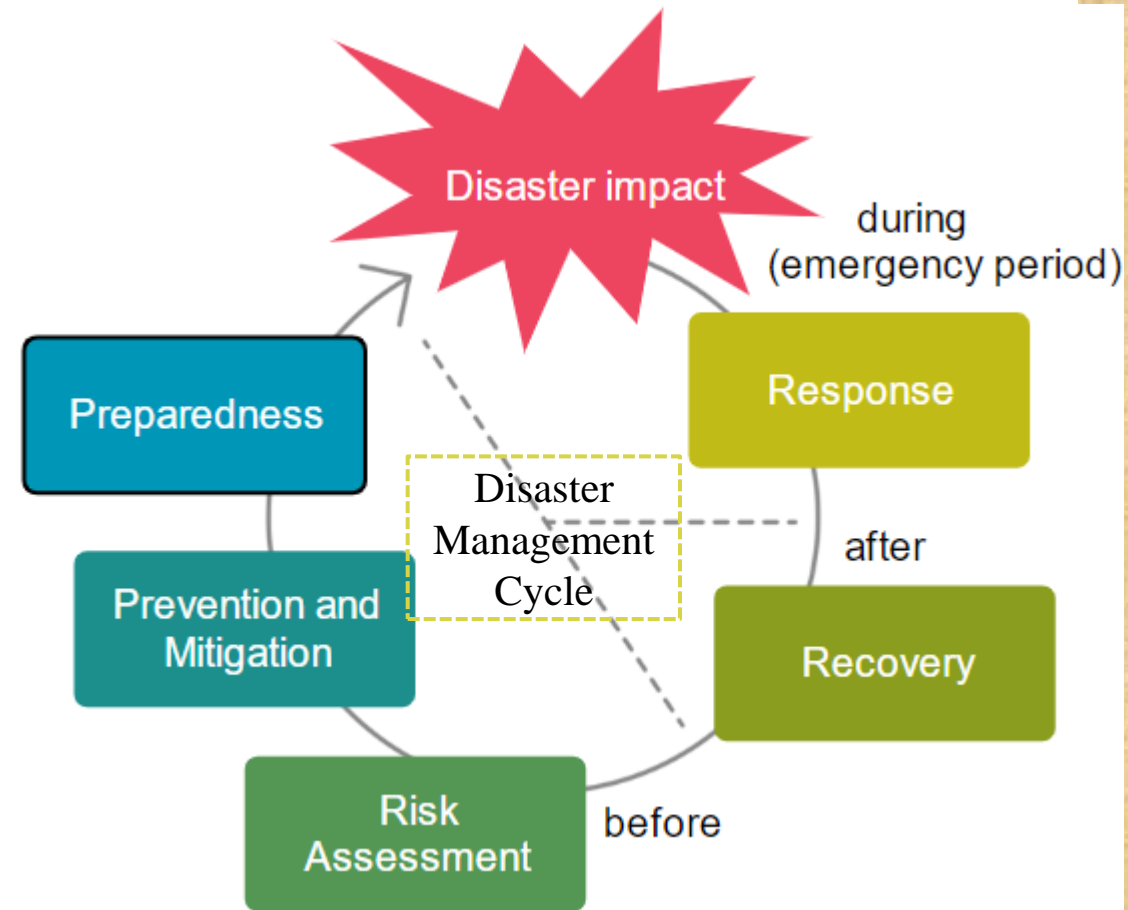 Disaster impact
during
(emergency period)
Response
after
Recovery
before
Risk
Assessment
Prevention and
Mitigation
Preparedness
Disaster
Management
Cycle